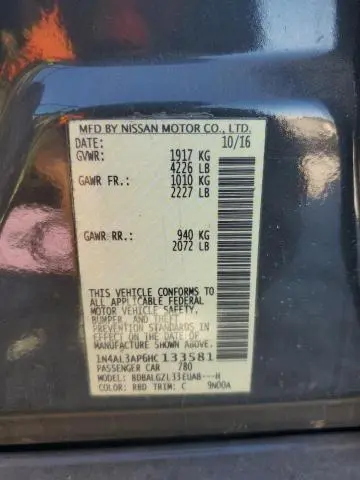 MFD BY NISSAN MOTOR CO., LTD.
DATE: 10/16
GVWR: 1917 KG
4226 LB
GAWR FR.: 1010 KG
2227 LB
GAWR RR.: 940 KG
2072 LB
THIS VEHICLE CONFORMS TO
ALL APPLICABLE FEDERAL
MOTOR VEHICLE SAFETY,
BUMPER, AND THEFT
PREVENTION STANDARDS IN
EFFECT ON THE DATE OF
MANUFACTURE SHOWN ABOVE.
1N4AL3AP6HC133581
PASSENGER CAR 780
MODEL: BDBALGZL33EUA8---H
COLOR: RBD TRIM: C 9N00A